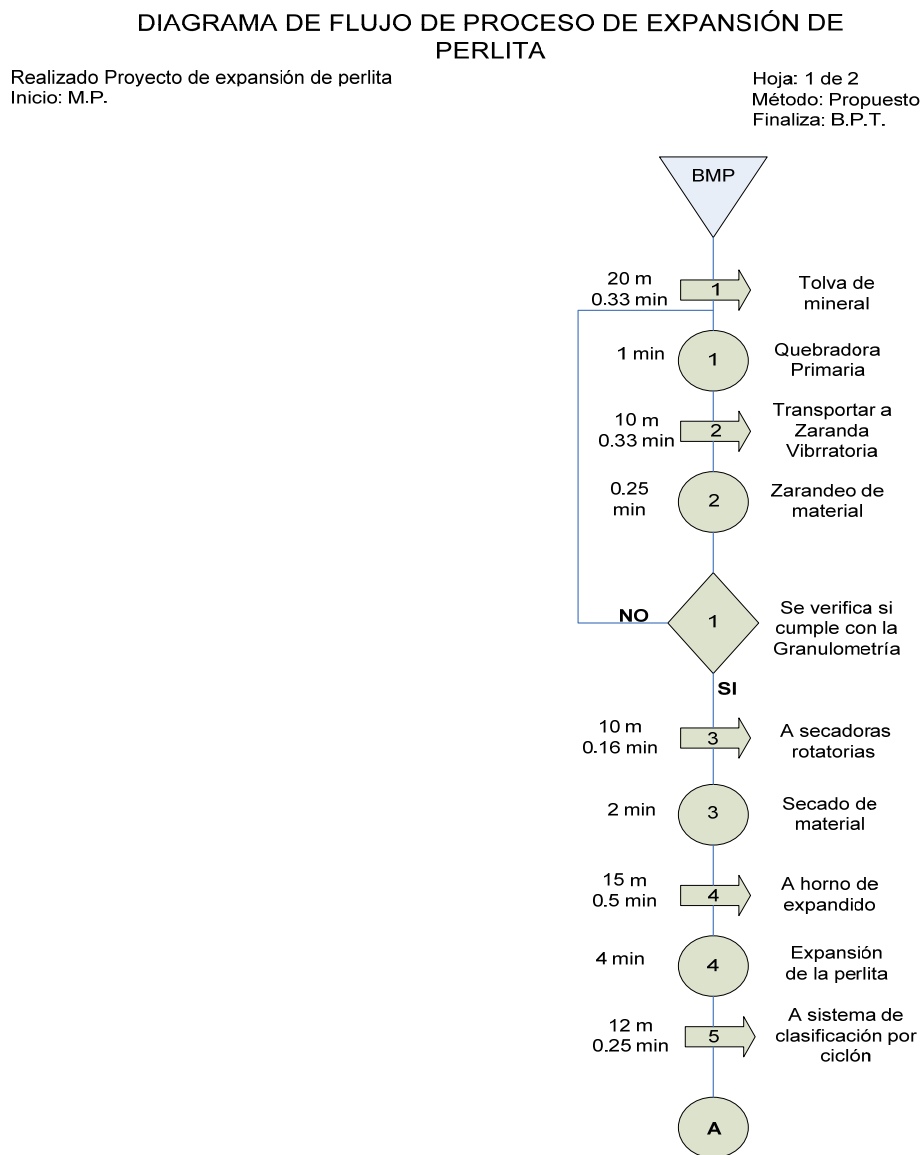 DIAGRAMA DE FLUJO DE PROCESO DE EXPANSIÓN DE
PERLITA
Realizado Proyecto de expansión de perlita
Inicio: M.P.
Hoja: 1 de 2
Método: Propuesto
Finaliza: B.P.T.
BMP
20 m
0.33 min
1
Tolva de
mineral
1 min
1
Quebradora
Primaria
10 m
0.33 min
2
Transportar a
Zaranda
Vibrratoria
0.25
min
2
Zarandeo de
material
NO
1
Se verifica si
cumple con la
Granulometría
SI
10 m
0.16 min
3
A secadoras
rotatorias
2 min
3
Secado de
material
15 m
0.5 min
4
A horno de
expandido
4 min
4
Expansión
de la perlita
12 m
0.25 min
5
A sistema de
clasificación por
ciclón
A